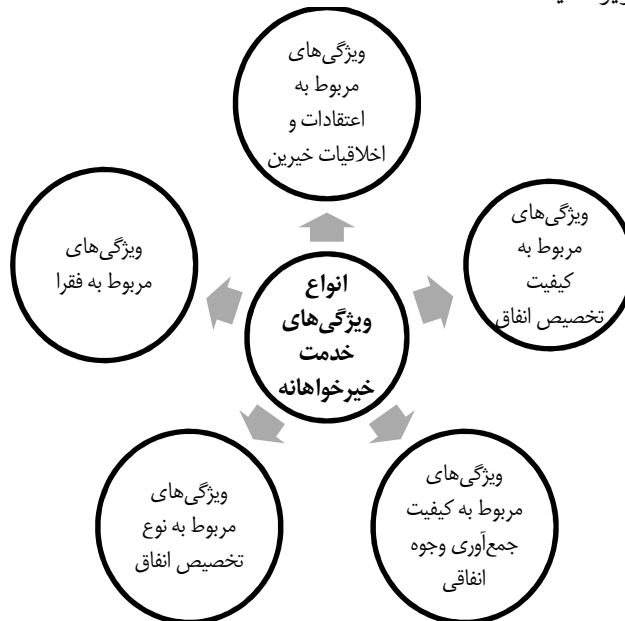 ویژگی‌های
مربوط به
اعتقادات و
اخلاقیات خیرین
ویژگی‌های
مربوط به
کیفیت
تخصیص انفاق
ویژگی‌های
مربوط به فقرا
انواع
ویژگی‌های
خدمت
خیرخواهانه
ویژگی‌های
مربوط به کیفیت
جمع‌آوری وجوه
انفاقی
ویژگی‌های
مربوط به نوع
تخصیص انفاق